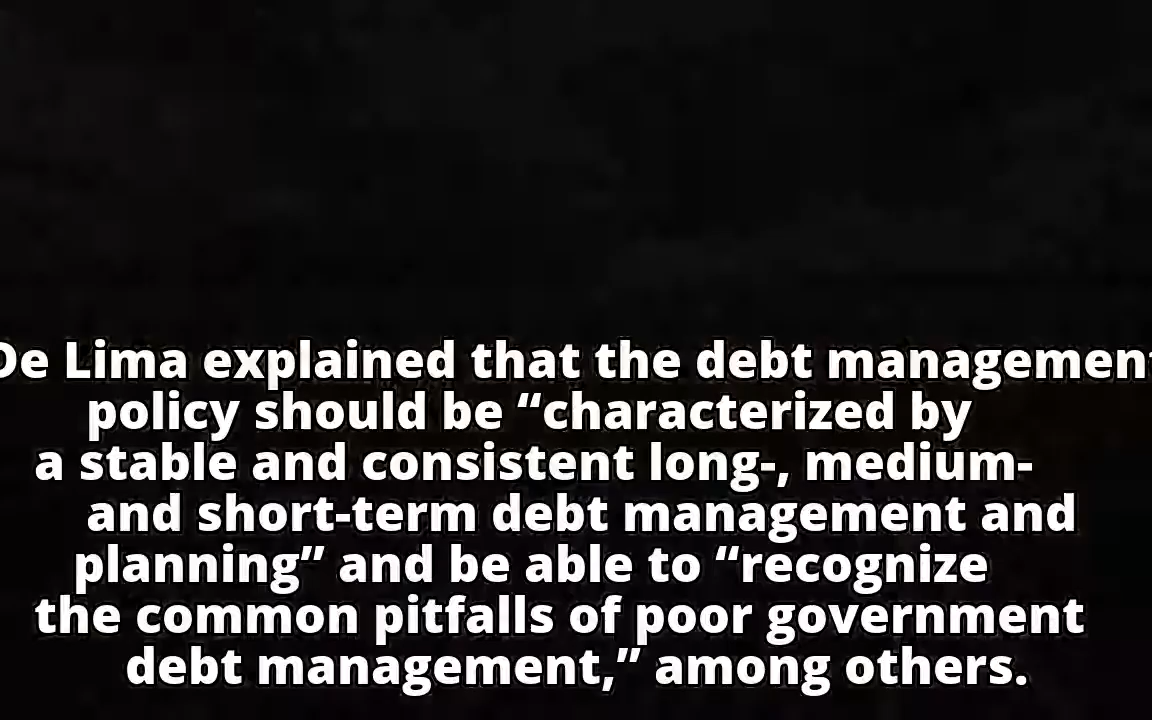 De Lima explained that the debt management
policy should be “characterized by
a stable and consistent long-, medium-
and short-term debt management and
planning” and be able to “recognize
the common pitfalls of poor government
debt management,” among others.